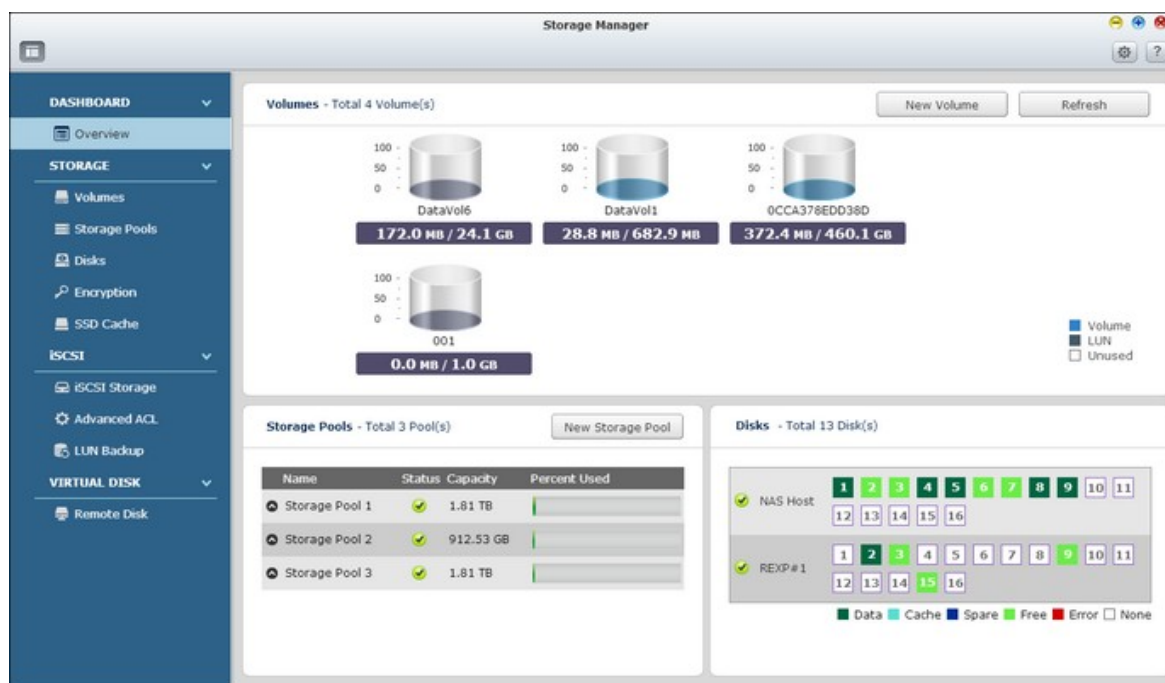 Storage Manager
?
DASHBOARD
Overview
STORAGE
Volumes
Storage Pools
Disks
Encryption
SSD Cache
iSCSI
iSCSI Storage
Advanced ACL
LUN Backup
VIRTUAL DISK
Remote Disk
Volumes - Total 4 Volume(s)
New Volume
Refresh
100
50
0
DataVol6
172.0 MB / 24.1 GB
100
50
0
DataVol1
28.8 MB / 682.9 MB
100
50
0
0CCA378EDD38D
372.4 MB / 460.1 GB
100
50
0
001
0.0 MB / 1.0 GB
Volume
LUN
Unused
Storage Pools - Total 3 Pool(s)
New Storage Pool
Name Status Capacity Percent Used
Storage Pool 1 1.81 TB
Storage Pool 2 912.53 GB
Storage Pool 3 1.81 TB
Disks - Total 13 Disk(s)
NAS Host
1 2 3 4 5 6 7 8 9 10 11
12 13 14 15 16
REXP#1
1 2 3 4 5 6 7 8 9 10 11
12 13 14 15 16
Data Cache Spare Free Error None